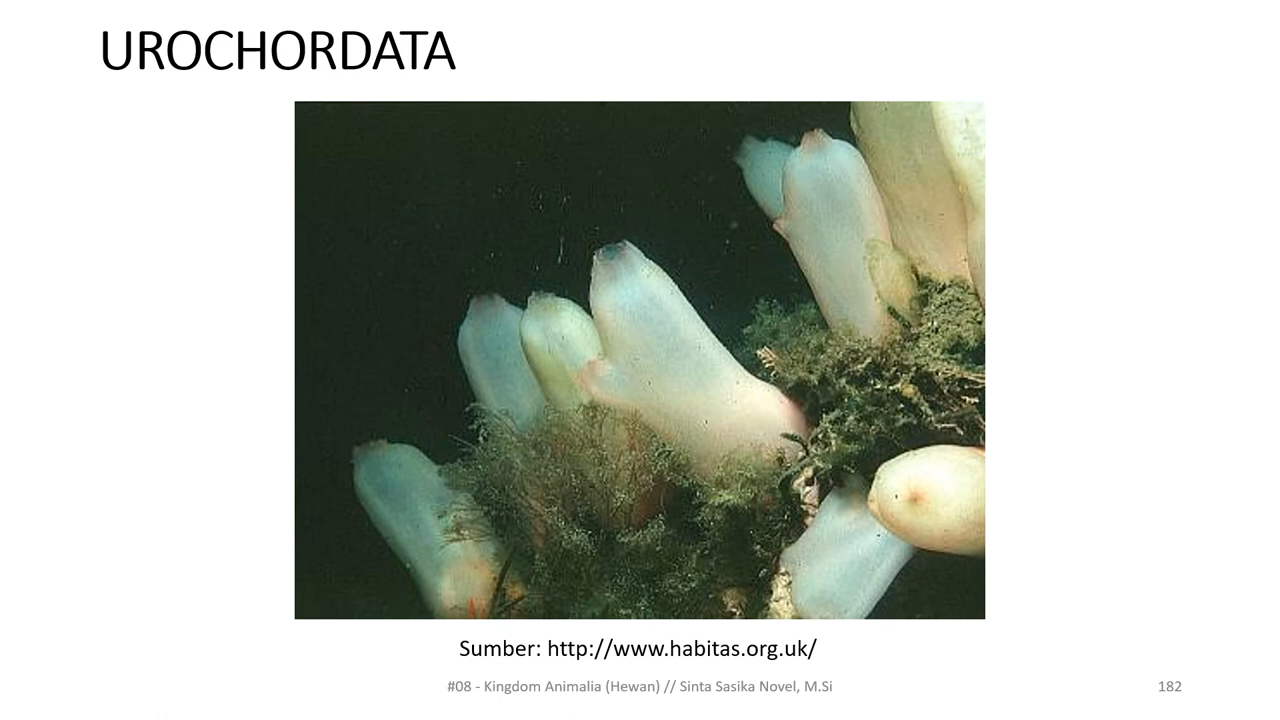 UROCHORDATA
Sumber: http://www.habitas.org.uk/
#08 - Kingdom Animalia (Hewan) // Sinta Sasika Novel, M.Si
182